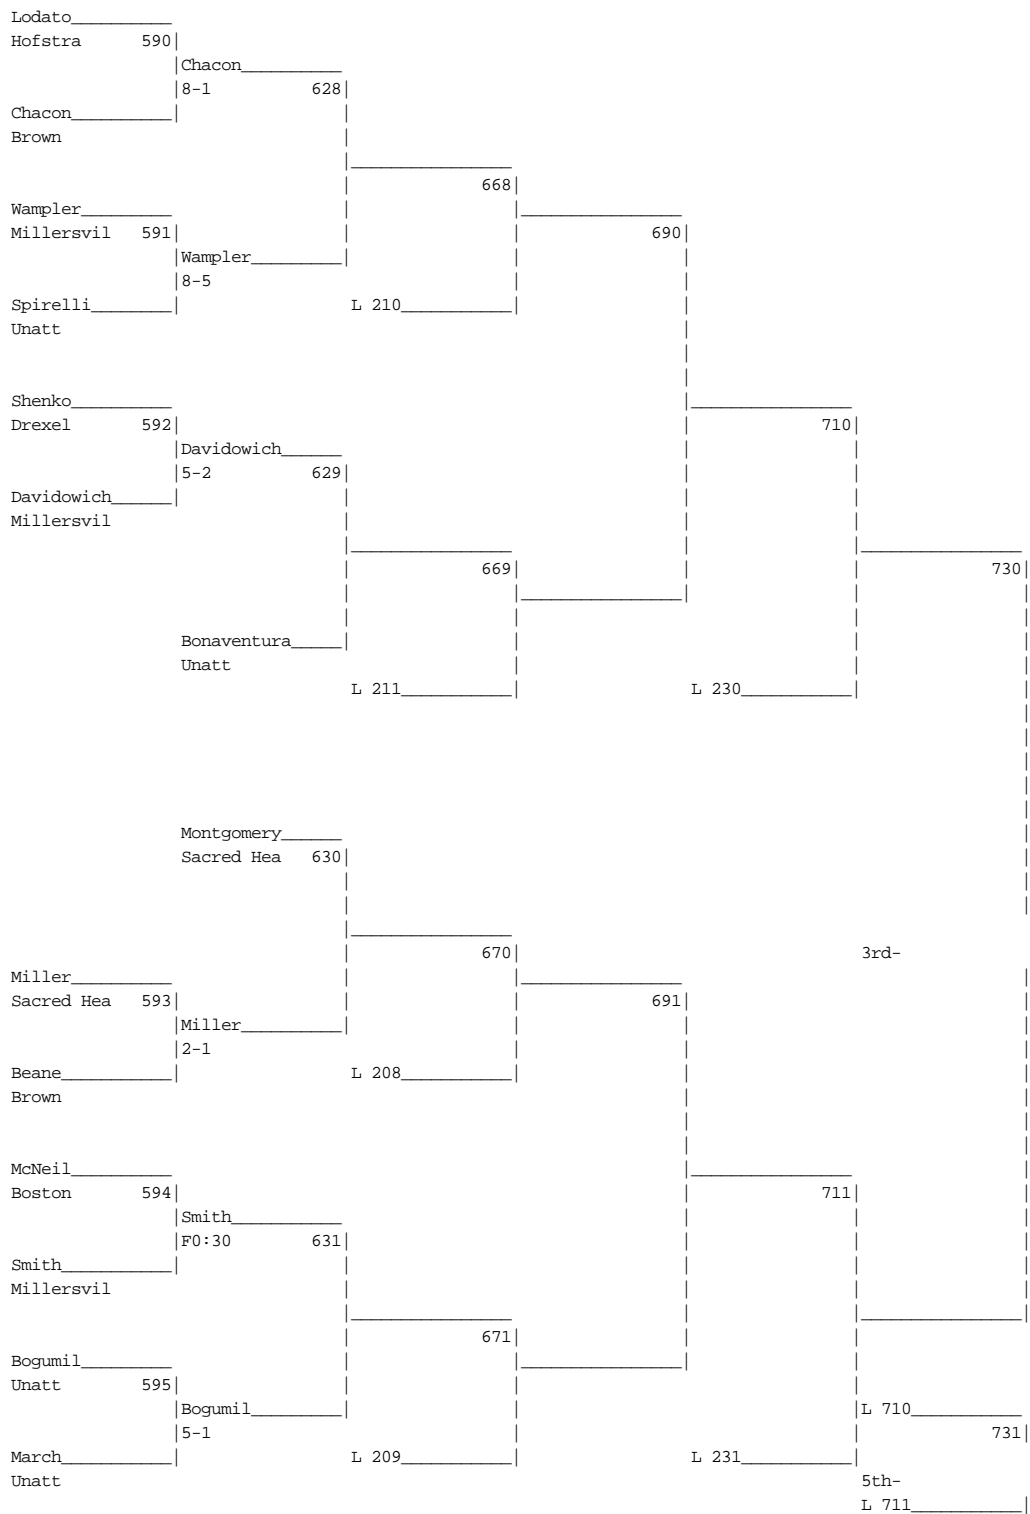 Lodato
Hofstra 590
Chacon
8-1 628
Chacon
Brown
668
Wampler
Millersvil 591 690
Wampler
8-5
Spirelli L 210
Unatt
Shenko
Drexel 592 710
Davidowich
5-2 629
Davidowich
Millersvil
669 730
Bonaventura
Unatt
L 211 L 230
Montgomery
Sacred Hea 630
670 3rd-
Miller
Sacred Hea 593 691
Miller
2-1
Beane L 208
Brown
McNeil
Boston 594 711
Smith
F0:30 631
Smith
Millersvil
671
Bogumil
Unatt 595
Bogumil L 710
5-1 731
March L 209 L 231
Unatt 5th-
L 711